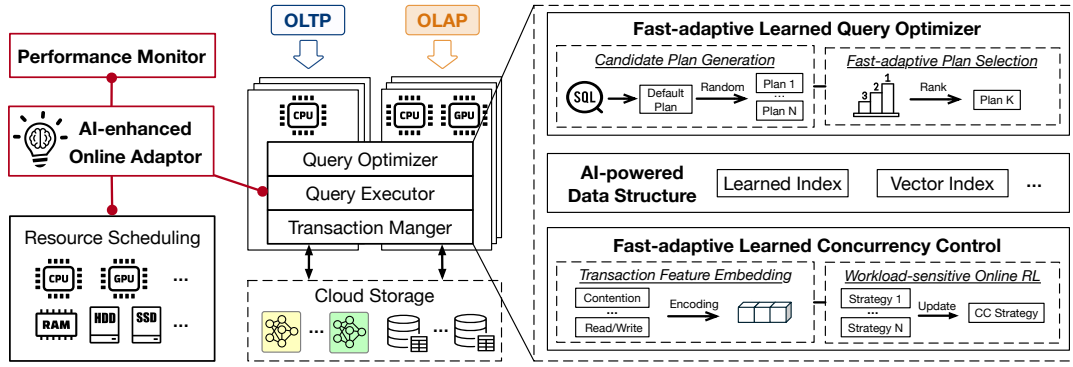 Performance Monitor
AI-enhanced
Online Adaptor
Resource Scheduling
CPU
GPU
...
RAM
HDD
SSD
...
OLTP
OLAP
CPU
CPU
GPU
Query Optimizer
Query Executor
Transaction Manger
Cloud Storage
...
...
Fast-adaptive Learned Query Optimizer
Candidate Plan Generation
SQL
Default
Plan
Random
Plan 1
...
Plan N
Fast-adaptive Plan Selection
3
2
1
Rank
Plan K
AI-powered
Data Structure
Learned Index
Vector Index
...
Fast-adaptive Learned Concurrency Control
Transaction Feature Embedding
Contention
...
Read/Write
Encoding
Workload-sensitive Online RL
Strategy 1
...
Strategy N
Update
CC Strategy